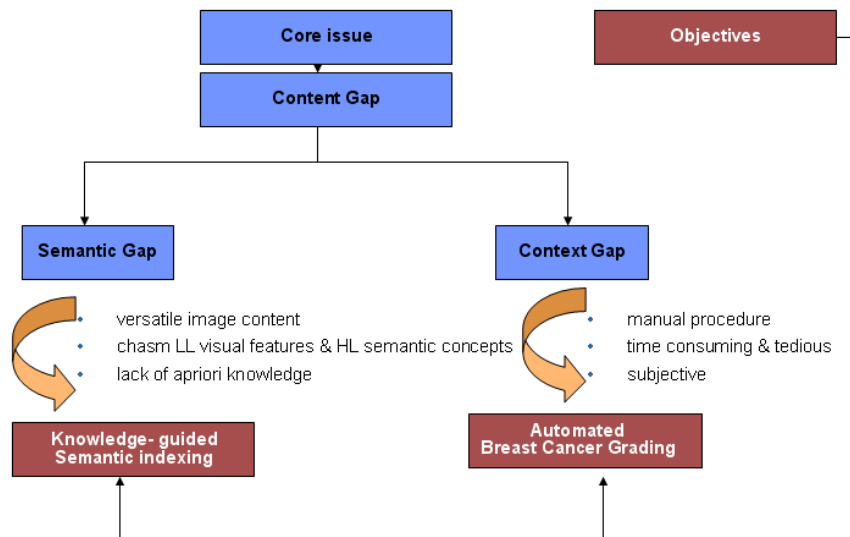 Core issue
Objectives
Content Gap
Semantic Gap
Context Gap
versatile image content
chasm LL visual features & HL semantic concepts
lack of apriori knowledge
manual procedure
time consuming & tedious
subjective
Knowledge- guided
Semantic indexing
Automated
Breast Cancer Grading